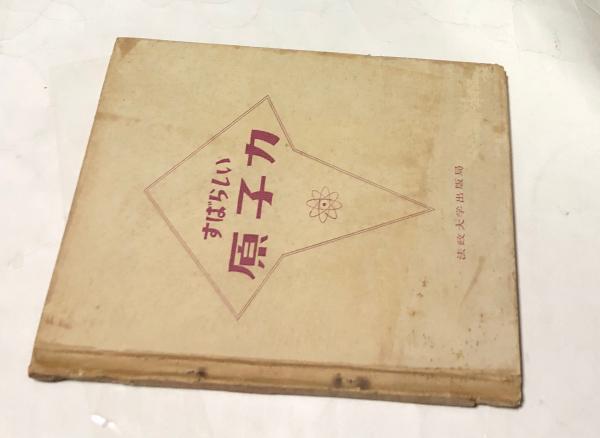 すばらしい
原子力
法政大学出版局